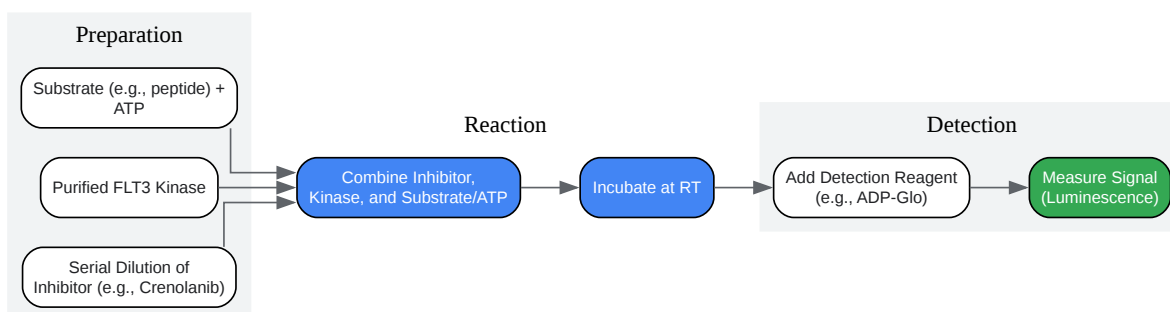 Preparation
Substrate (e.g., peptide) +
ATP
Purified FLT3 Kinase
Serial Dilution of
Inhibitor (e.g., Crenolanib)
Reaction
Combine Inhibitor,
Kinase, and Substrate/ATP
Incubate at RT
Detection
Add Detection Reagent
(e.g., ADP-Glo)
Measure Signal
(Luminescence)